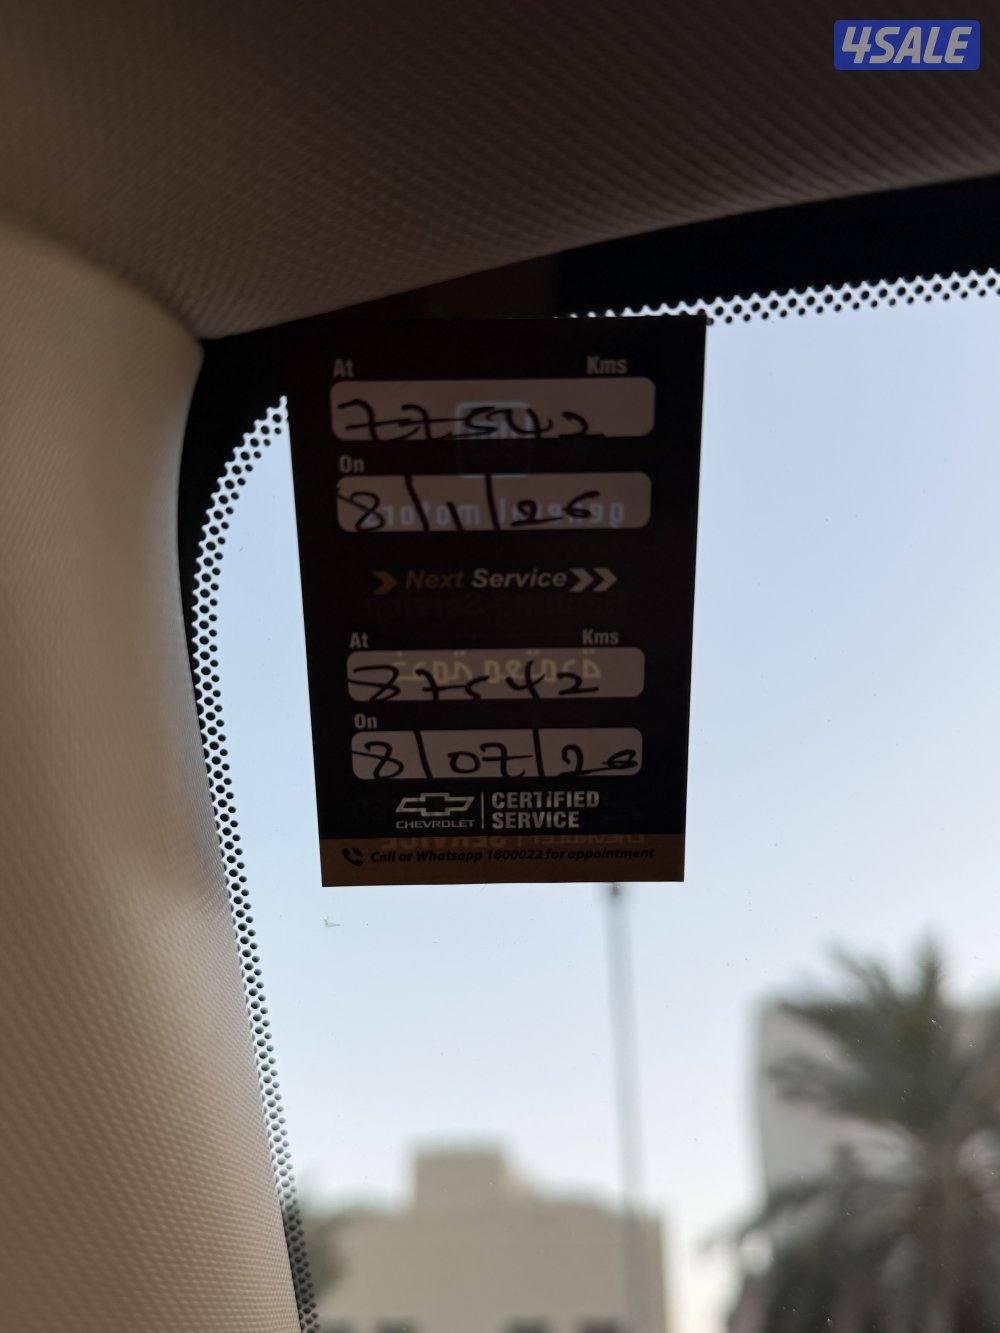 4SALE
At Kms
77542
On
8/1/26
Next Service
At Kms
87542
On
8/07/26
CHEVROLET CERTIFIED SERVICE
Call or Whatsapp 1800022 for appointment